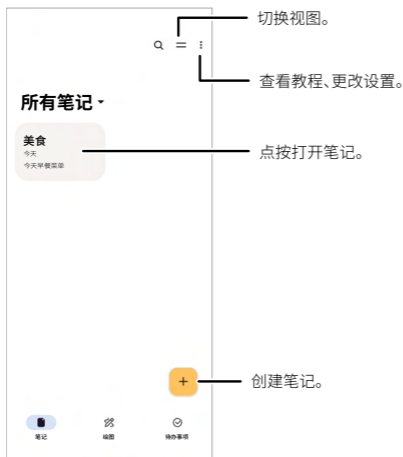 切换视图。
查看教程、更改设置。
所有笔记
美食
今天
今天早餐菜单
点按打开笔记。
创建笔记。
笔记
绘图
待办事项